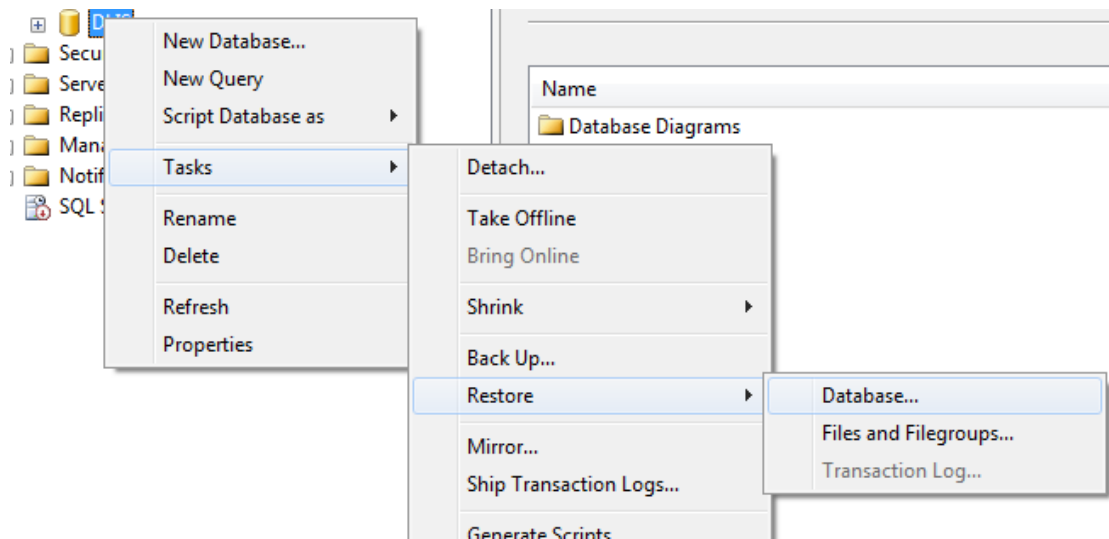 Secu
Serve
Repli
Mana
Notif
SQL S
New Database...
New Query
Script Database as
Tasks
Rename
Delete
Refresh
Properties
Name
Database Diagrams
Detach...
Take Offline
Bring Online
Shrink
Back Up...
Restore
Mirror...
Ship Transaction Logs...
Generate Scripts
Database...
Files and Filegroups...
Transaction Log...